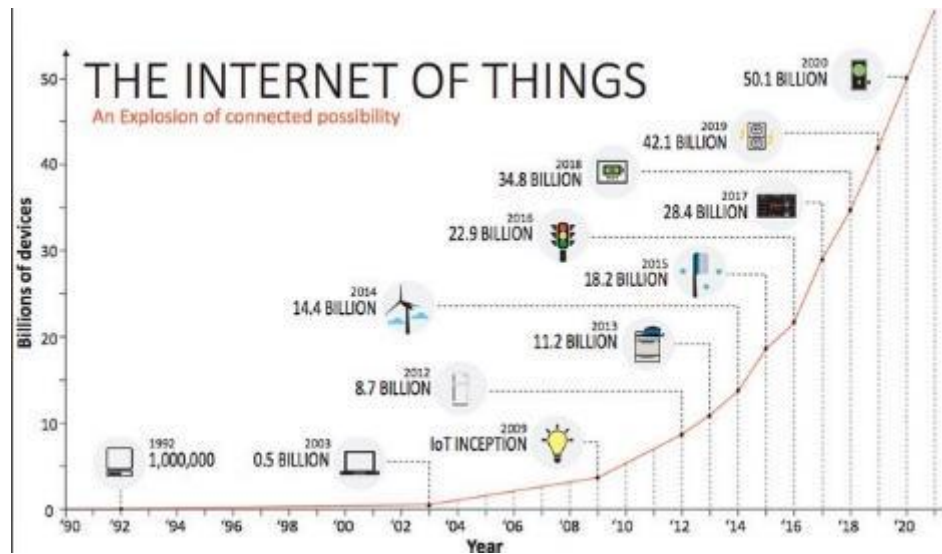 THE INTERNET OF THINGS
An Explosion of connected possibility
Billions of devices
50
40
30
20
10
0
1992
1,000,000
2003
0.5 BILLION
2009
IoT INCEPTION
2012
8.7 BILLION
2013
11.2 BILLION
2014
14.4 BILLION
2015
18.2 BILLION
2016
22.9 BILLION
2017
28.4 BILLION
2018
34.8 BILLION
2019
42.1 BILLION
2020
50.1 BILLION
'90 '92 '94 '96 '98 '00 '02 '04 '06 '08 '10 '12 '14 '16 '18 '20
Year